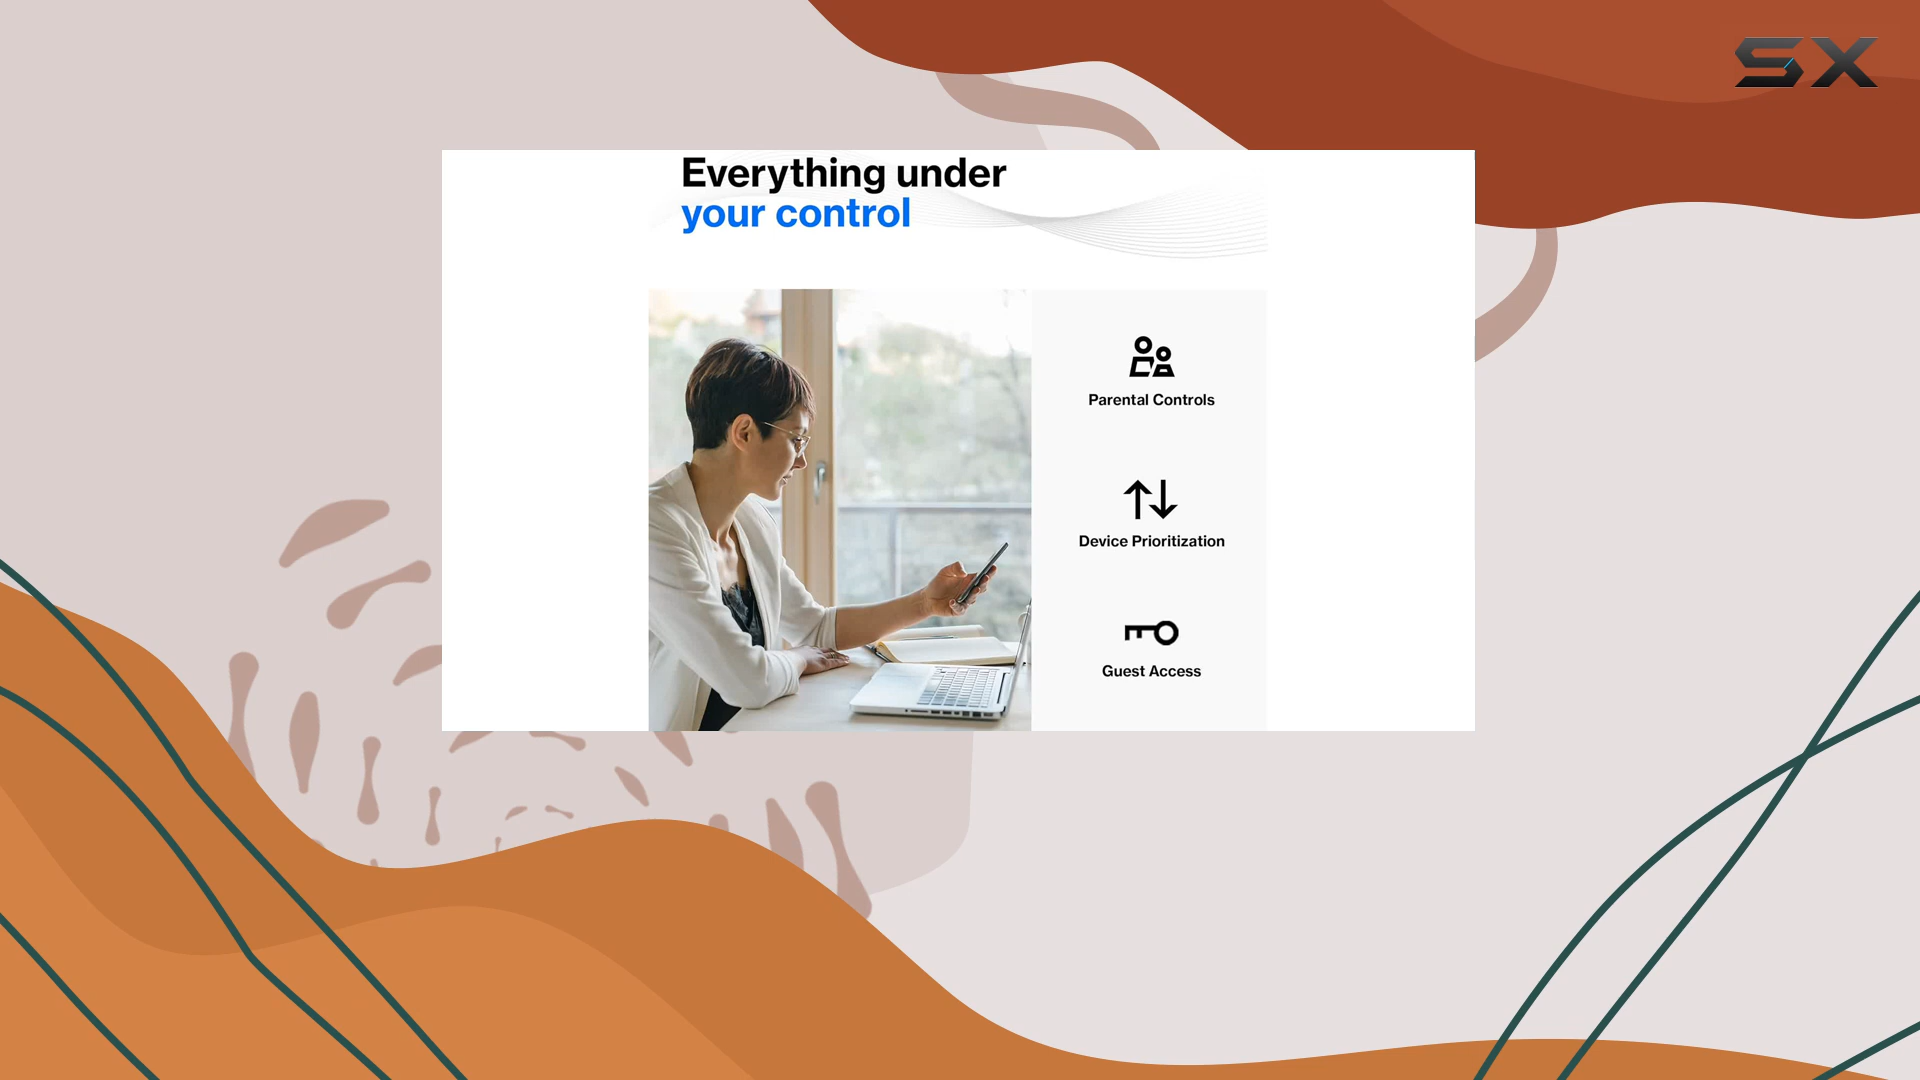 SX
Everything under
your control
Parental Controls
Device Prioritization
Guest Access